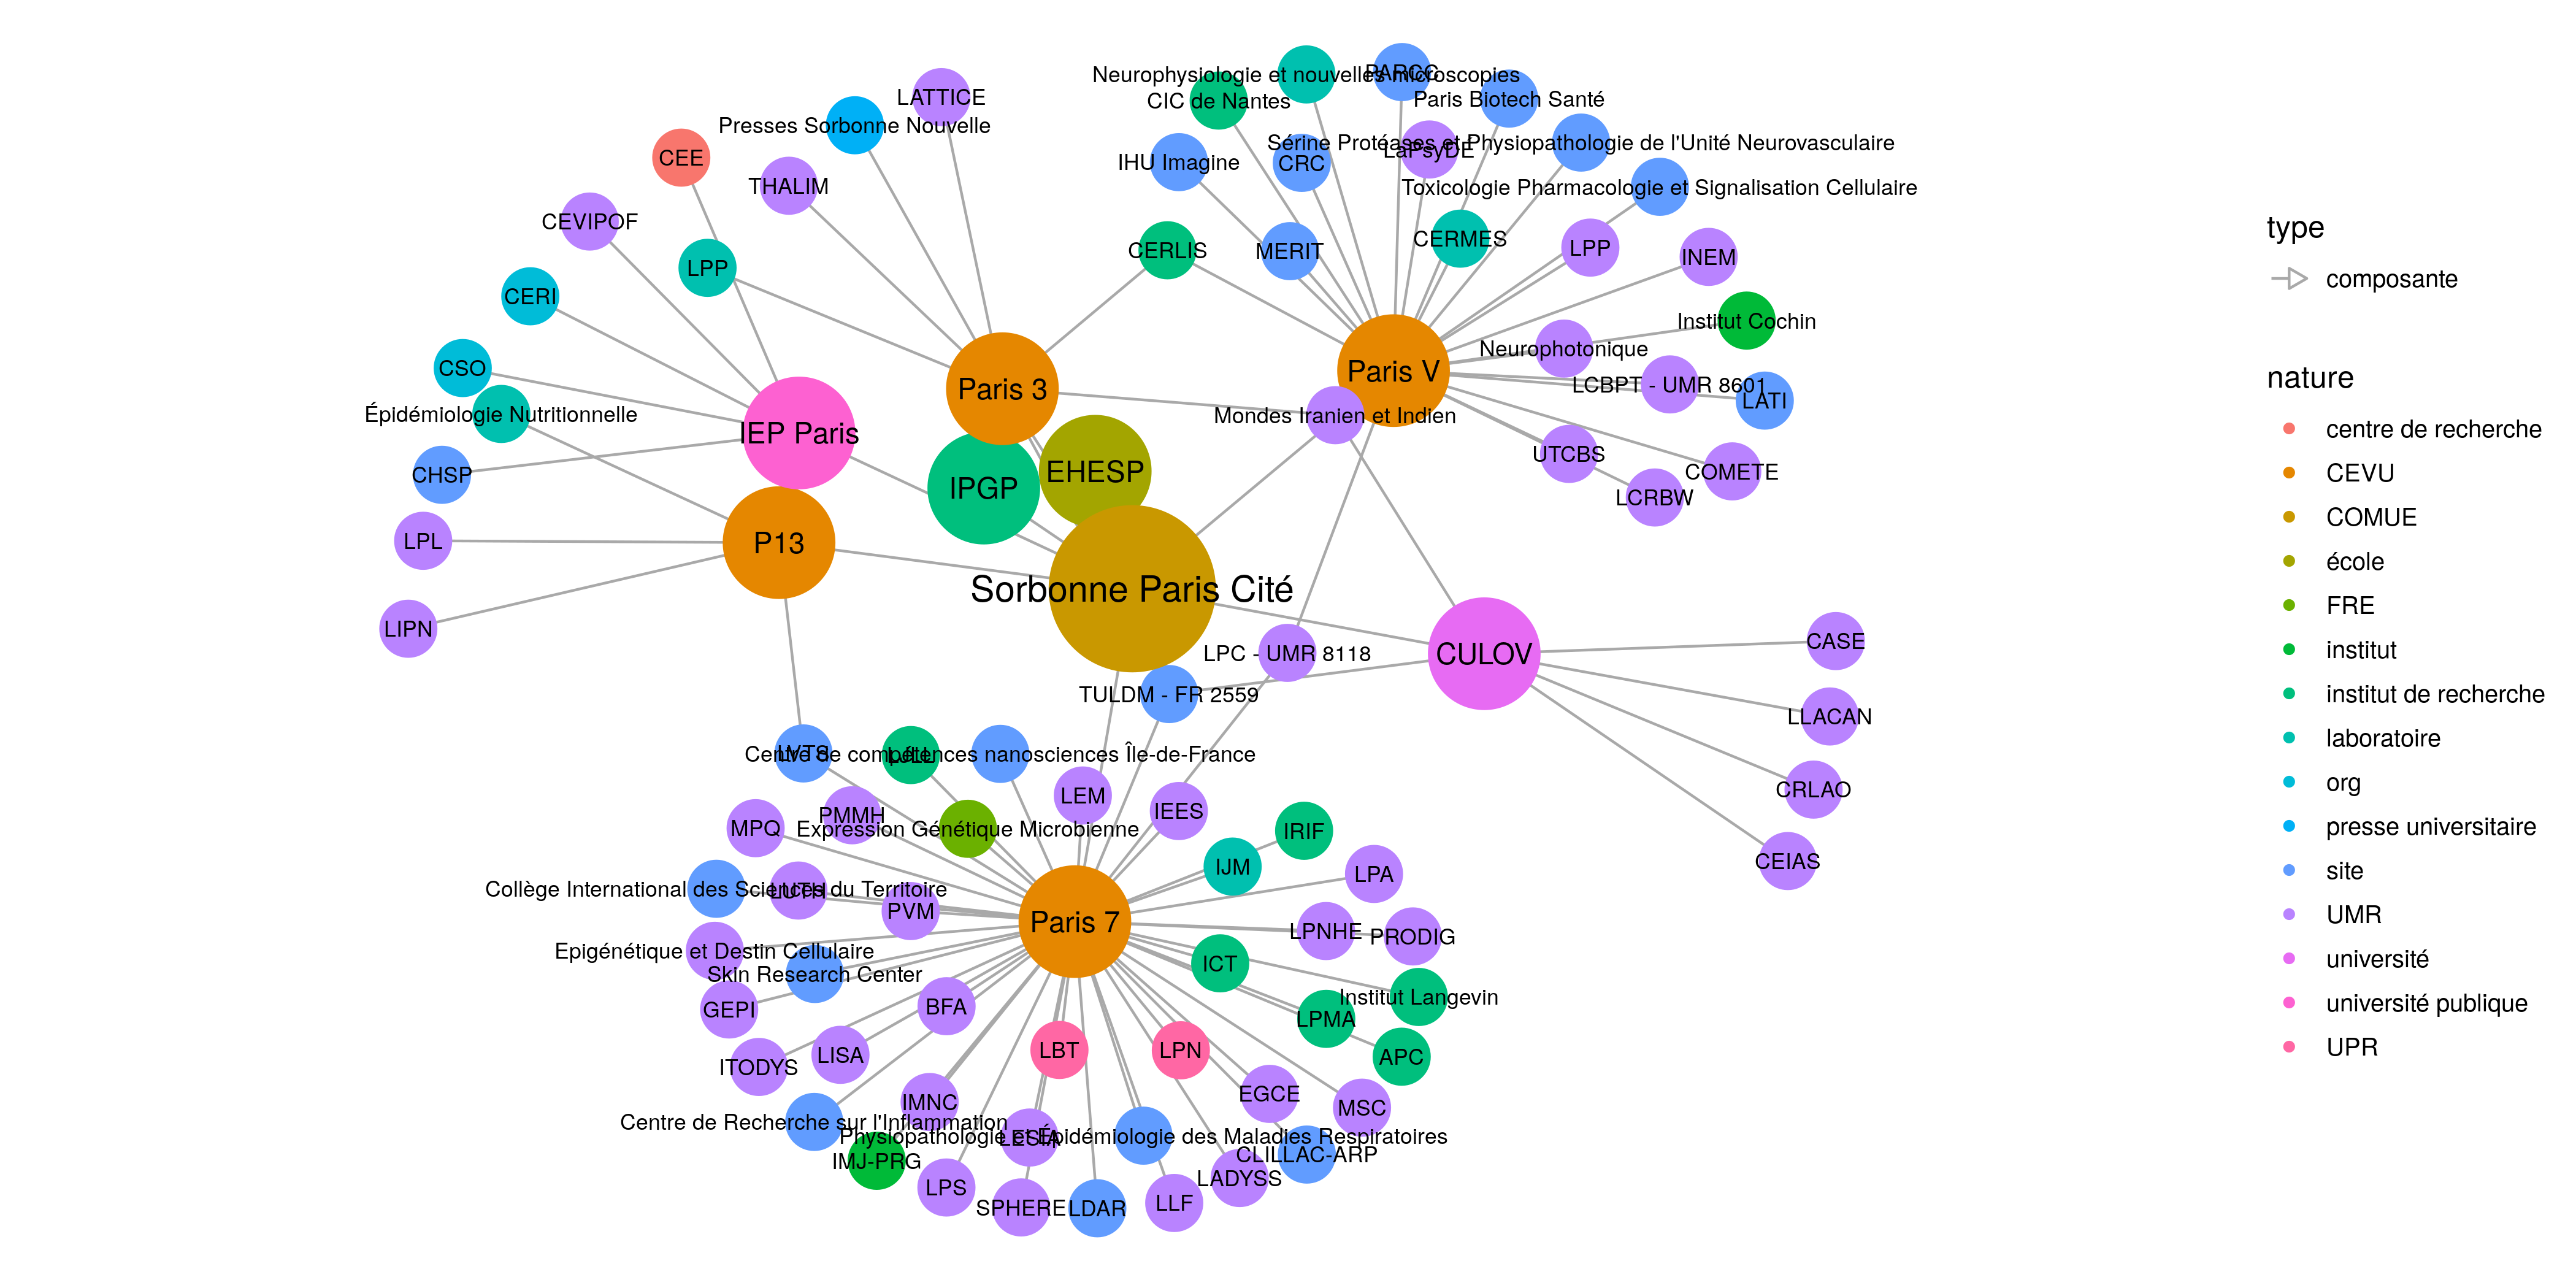 LATTICE
Presses Sorbonne Nouvelle
CEE
THALIM
CEVIPOF
LPP
CERI
CSO
Épidémiologie Nutritionnelle
CHSP
LPL
LIPN
IEP Paris
P13
Paris 3
IPGP
EHESP
Sorbonne Paris Cité
Neurophysiologie et nouvelles microscopies
PARCC
CIC de Nantes
Paris Biotech Santé
Sérine Protéases et Physiopathologie de l'Unité Neurovasculaire
LaPsyDE
IHU Imagine
CRC
Toxicologie Pharmacologie et Signalisation Cellulaire
CERLIS
MERIT
CERMES
LPP
INEM
Institut Cochin
Neurophotonique
Paris V
LCBPT - UMR 8601
LATI
Mondes Iranien et Indien
UTCBS
COMETE
LCRBW
LPC - UMR 8118
TULDM - FR 2559
CULOV
CASE
LLACAN
CRLAO
CEIAS
LVTS
LJLL
Centre de compétences nanosciences Île-de-France
LEM
IEES
PMMH
MPQ
Expression Génétique Microbienne
IRIF
IJM
LPA
Collège International des Sciences du Territoire
LUTH
PVM
Paris 7
LPNHE
PRODIG
Epigénétique et Destin Cellulaire
Skin Research Center
ICT
Institut Langevin
GEPI
BFA
LPMA
APC
ITODYS
LISA
LBT
LPN
EGCE
MSC
IMNC
Centre de Recherche sur l'Inflammation
Physiopathologie et Épidémiologie des Maladies Respiratoires
LESIA
IMJ-PRG
CLILLAC-ARP
LADYSS
LPS
SPHERE
LDAR
LLF
type
composante
nature
centre de recherche
CEVU
COMUE
école
FRE
institut
institut de recherche
laboratoire
org
presse universitaire
site
UMR
université
université publique
UPR